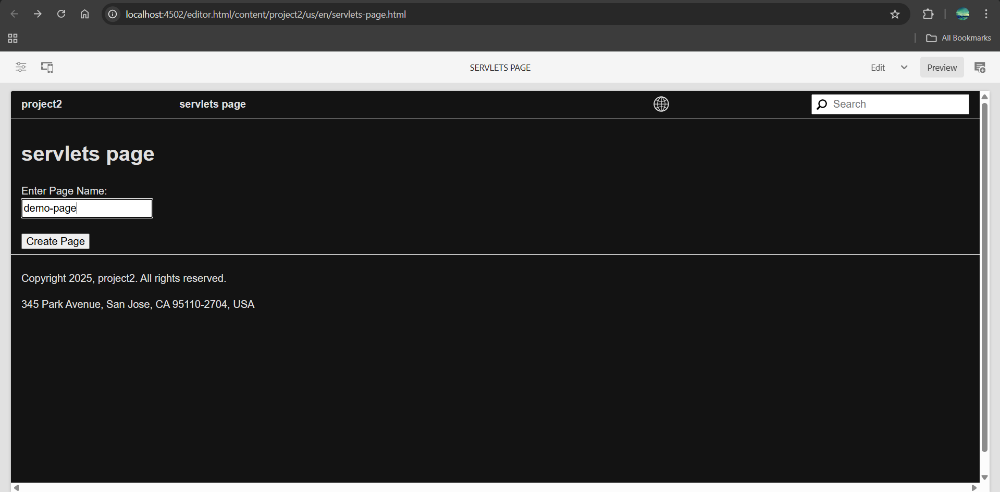 localhost:4502/editor.html/content/project2/us/en/servlets-page.html
All Bookmarks
SERVLETS PAGE
Edit
Preview
project2
servlets page
Search
servlets page
Enter Page Name:
demo-page
Create Page
Copyright 2025, project2. All rights reserved.
345 Park Avenue, San Jose, CA 95110-2704, USA